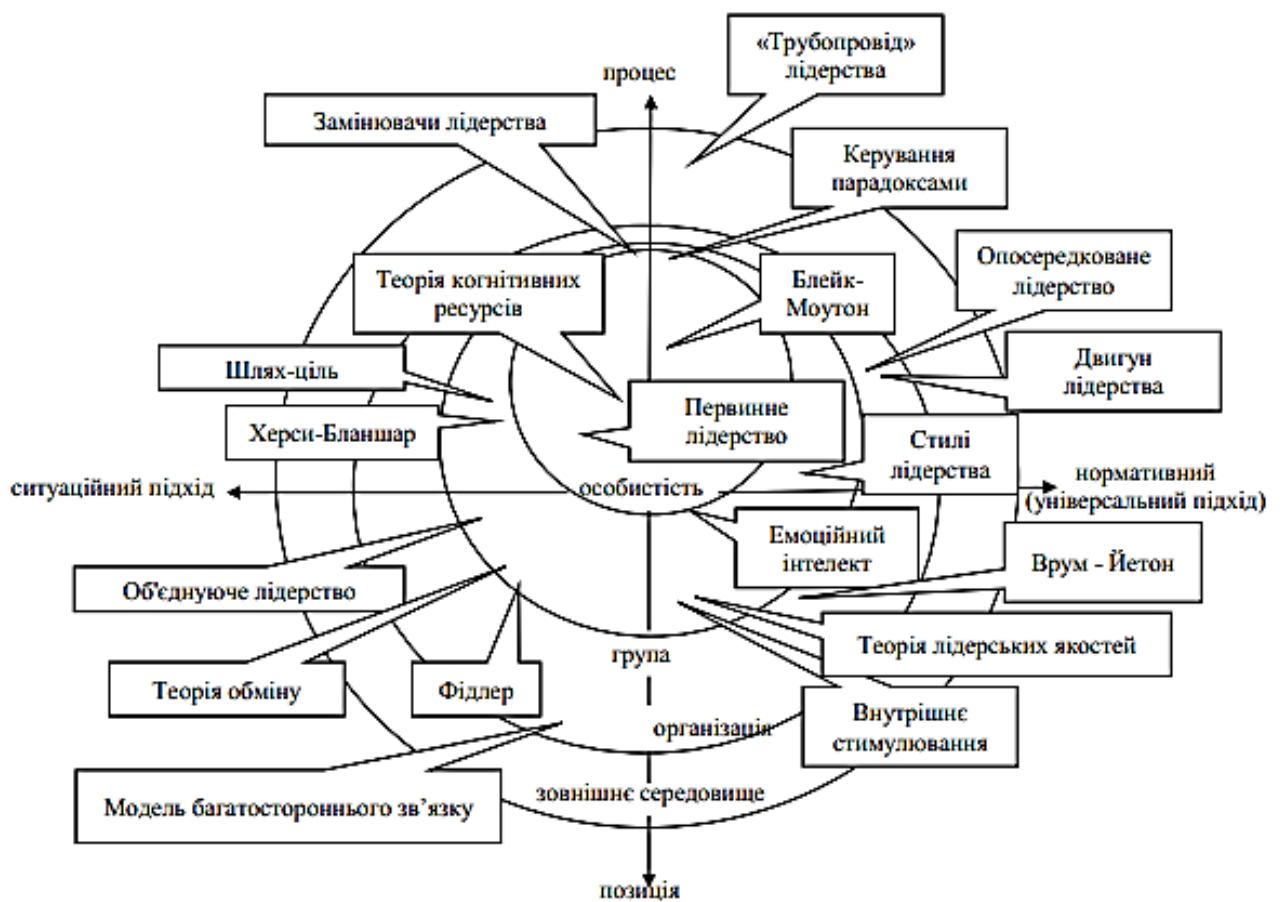 «Трубопровід»
лідерства
процес
Замінювачи лідерства
Керування
парадоксами
Опосередковане
лідерство
Теорія когнітивних
ресурсів
Блейк-
Моутон
Шлях-ціль
Двигун
лідерства
Первинне
лідерство
Херси-Бланшар
Стилі
лідерства
ситуаційний підхід
особистість
нормативний
(універсальний підхід)
Емоційний
інтелект
Врум - Йетон
Об'єднуюче лідерство
Теорія лідерських якостей
група
Теорія обміну
Фідлер
Внутрішнє
стимулювання
організація
зовнішнє середовище
Модель багатостороннього зв’язку
позиція